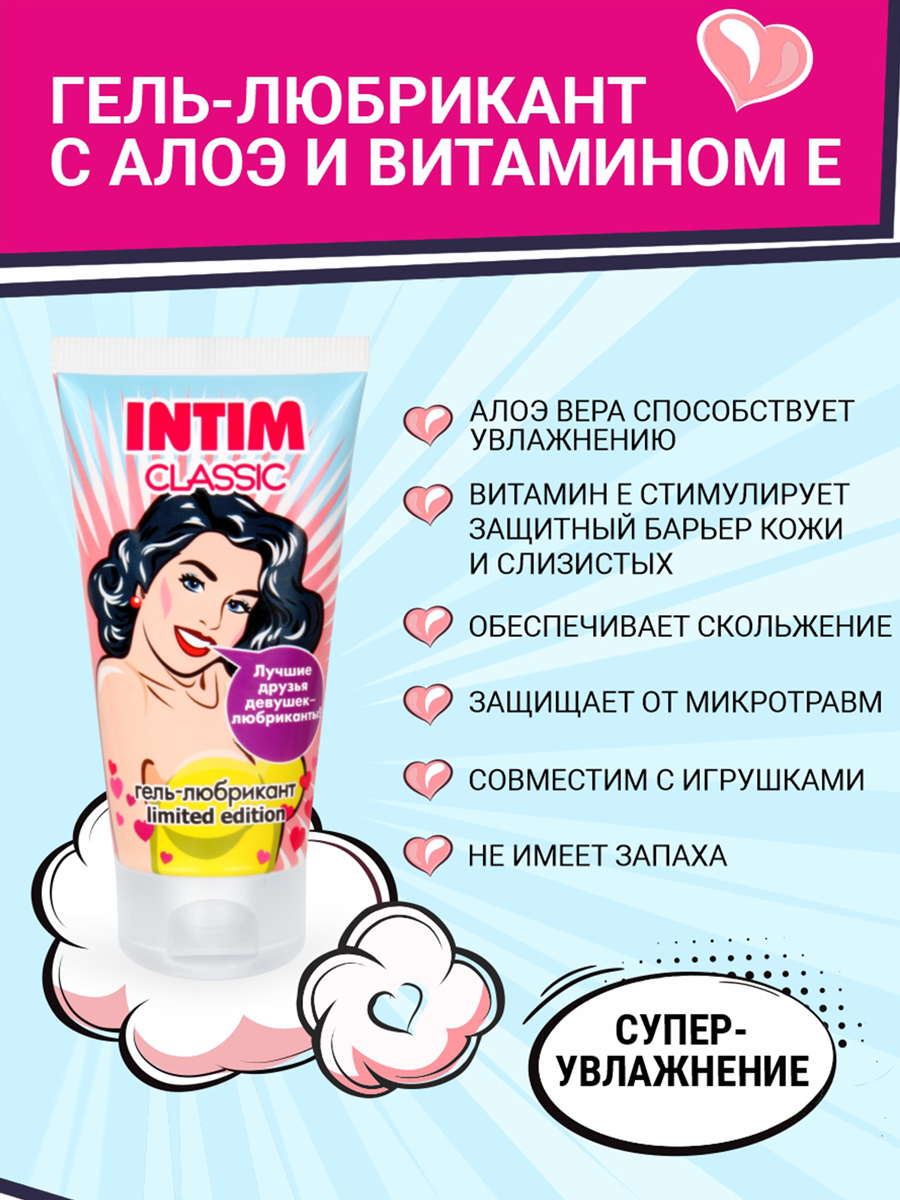 ГЕЛЬ-ЛЮБРИКАНТ
С АЛОЭ И ВИТАМИНОМ Е
INTIM
CLASSIC
Лучшие
друзья
девушек–
любриканты!
гель-любрикант
limited edition
АЛОЭ ВЕРА СПОСОБСТВУЕТ
УВЛАЖНЕНИЮ
ВИТАМИН Е СТИМУЛИРУЕТ
ЗАЩИТНЫЙ БАРЬЕР КОЖИ
И СЛИЗИСТЫХ
ОБЕСПЕЧИВАЕТ СКОЛЬЖЕНИЕ
ЗАЩИЩАЕТ ОТ МИКРОТРАВМ
СОВМЕСТИМ С ИГРУШКАМИ
НЕ ИМЕЕТ ЗАПАХА
СУПЕР-
УВЛАЖНЕНИЕ